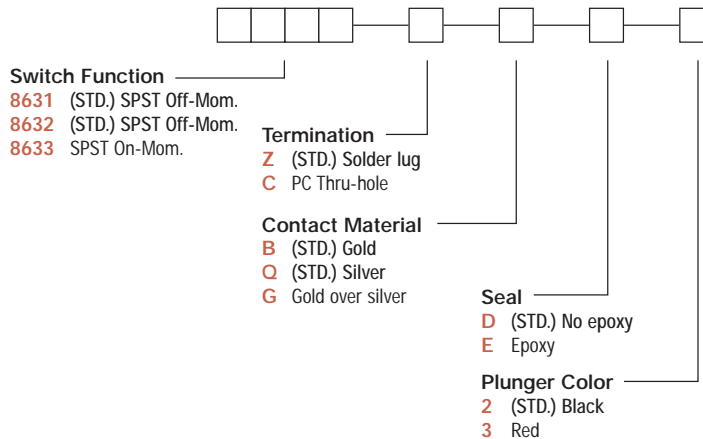 Switch Function
8631 (STD.) SPST Off-Mom.
8632 (STD.) SPST Off-Mom.
8633 SPST On-Mom.
Termination
Z (STD.) Solder lug
C PC Thru-hole
Contact Material
B (STD.) Gold
Q (STD.) Silver
G Gold over silver
Seal
D (STD.) No epoxy
E Epoxy
Plunger Color
2 (STD.) Black
3 Red